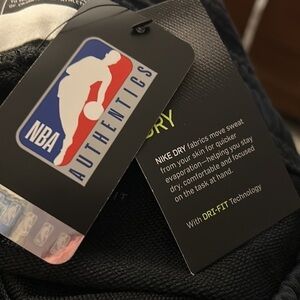 NBA
AUTHENTICS
DRY
NIKE DRY fabrics move sweat
from your skin for quicker
evaporation—helping you stay
dry, comfortable and focused
on the task at hand.
With DRI-FIT Technology